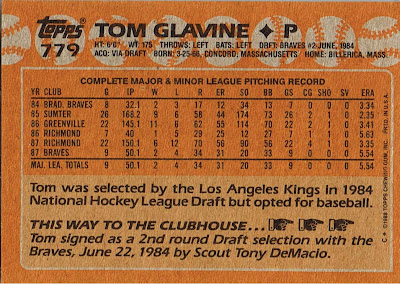 topps
779
TOM GLAVINE ♦ P
HT: 6'0" WT: 175 THROWS: LEFT BATS: LEFT DRAFT: BRAVES #2-JUNE, 1984
ACQ: VIA-DRAFT BORN: 3-25-66, CONCORD, MASSACHUSETTS HOME: BILLERICA, MASS.
COMPLETE MAJOR & MINOR LEAGUE PITCHING RECORD
YR CLUB G IP W L R ER SO BB GS CG SHO SV ERA
84 BRAD. BRAVES 8 32.1 2 3 17 12 34 13 7 0 0 0 3.34
85 SUMTER 26 168.2 9 6 58 44 174 73 26 2 1 0 2.35
86 GREENVILLE 22 145.1 11 6 62 55 114 70 22 2 1 0 3.41
86 RICHMOND 7 40 1 5 29 25 12 27 7 1 0 0 5.63
87 RICHMOND 22 150.1 6 12 70 56 91 56 22 4 1 0 3.35
87 BRAVES 9 50.1 2 4 34 31 20 33 9 0 0 0 5.54
MAJ. LEA. TOTALS 9 50.1 2 4 34 31 20 33 9 0 0 0 5.54
Tom was selected by the Los Angeles Kings in 1984
National Hockey League Draft but opted for baseball.
THIS WAY TO THE CLUBHOUSE...
Tom signed as a 2nd round Draft selection with the
Braves, June 22, 1984 by Scout Tony DeMacio.
C * © 1988 TOPPS CHEWING GUM, INC. PRTD. IN U.S.A.